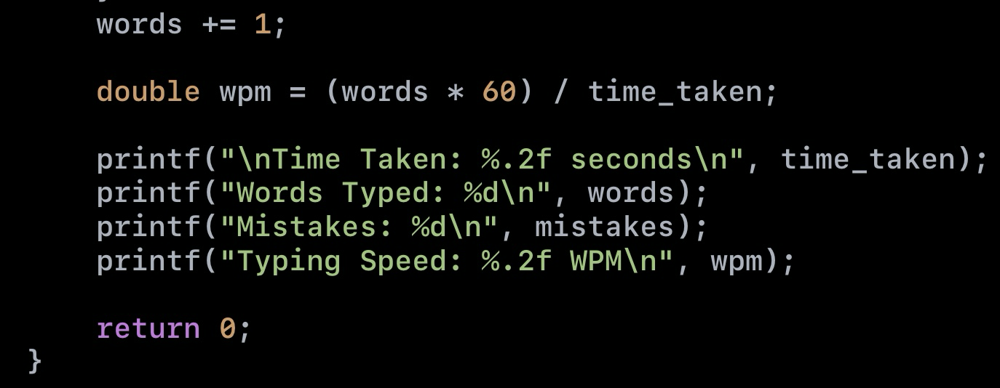 words += 1;
double wpm = (words * 60) / time_taken;
printf("\nTime Taken: %.2f seconds\n", time_taken);
printf("Words Typed: %d\n", words);
printf("Mistakes: %d\n", mistakes);
printf("Typing Speed: %.2f WPM\n", wpm);
return 0;
}